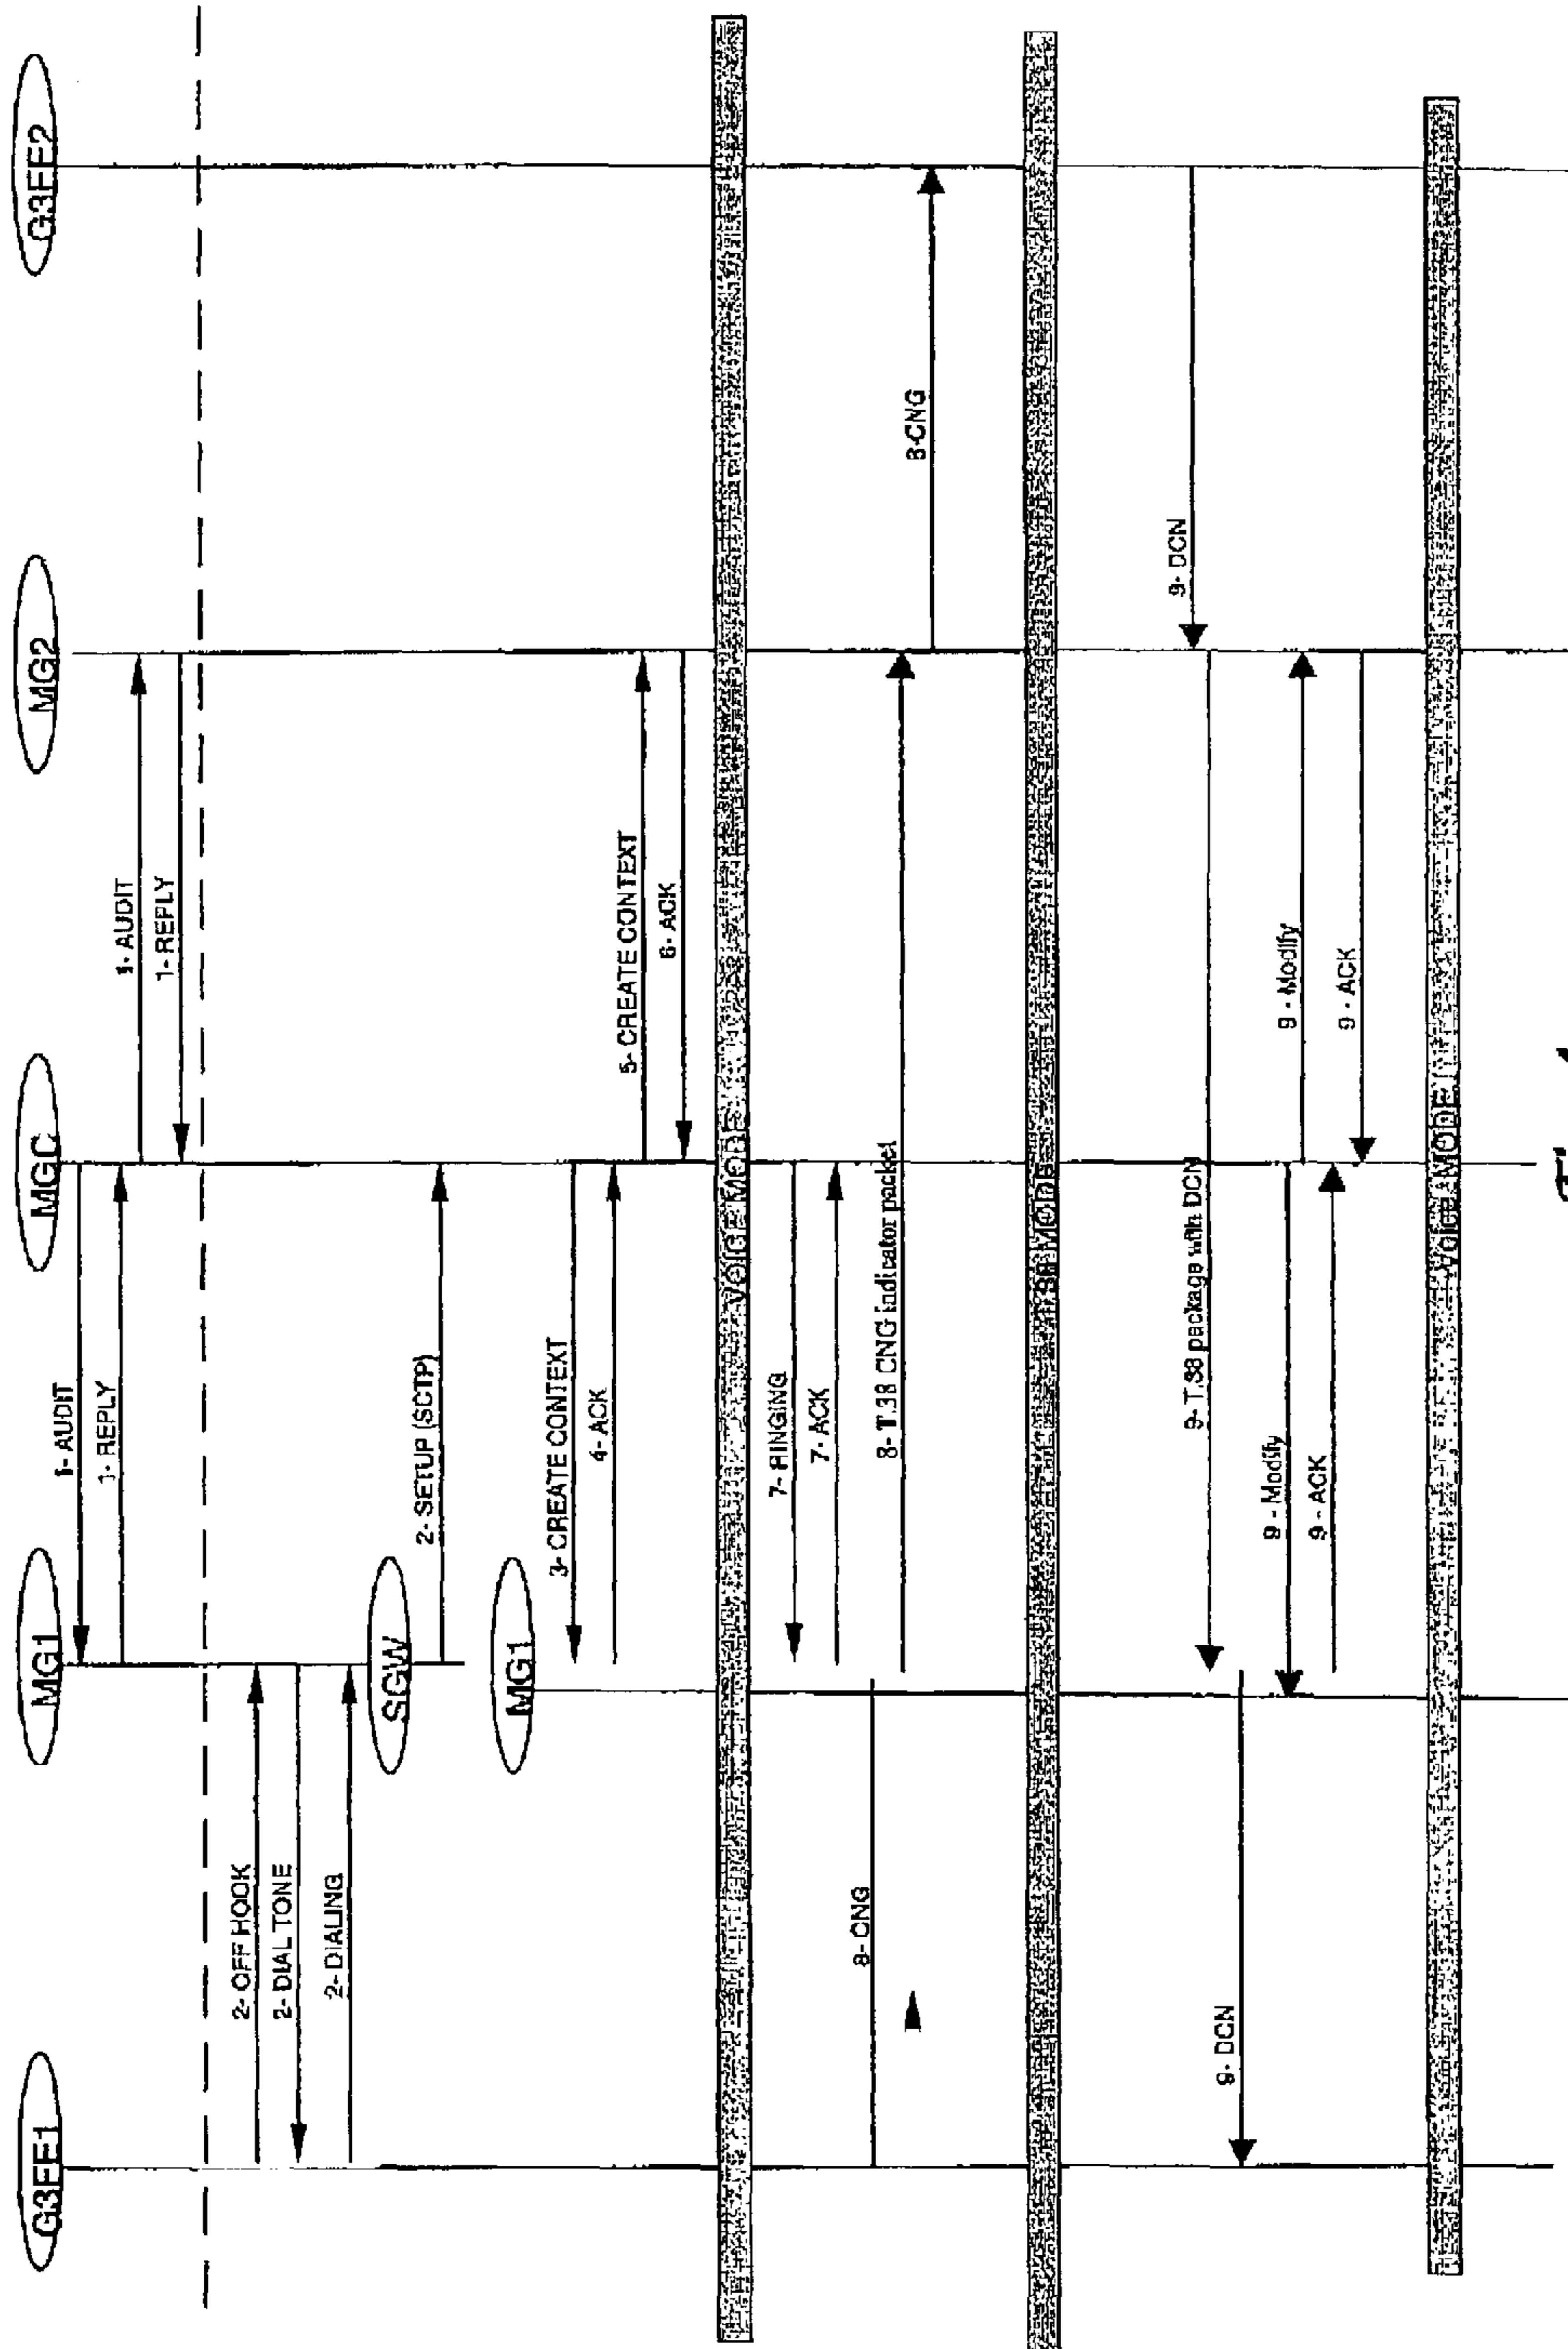 G3FE1
MG1
MGC
MG2
G3FE2
1- AUDIT
1- REPLY
1- AUDIT
1- REPLY
2- OFF HOOK
2- DIAL TONE
2- DIALING
SGW
2- SETUP (SCTP)
MG1
3- CREATE CONTEXT
4- ACK
5- CREATE CONTEXT
6- ACK
VOICE MODE
7- RINGING
7- ACK
8- CNG
8- T.38 CNG indicator packet
8-CNG
MODE
9- DCN
9- T.38 package with DCN
9- DCN
9 - Modify
9 - Modify
9 - ACK
9 - ACK
VOICE MODE